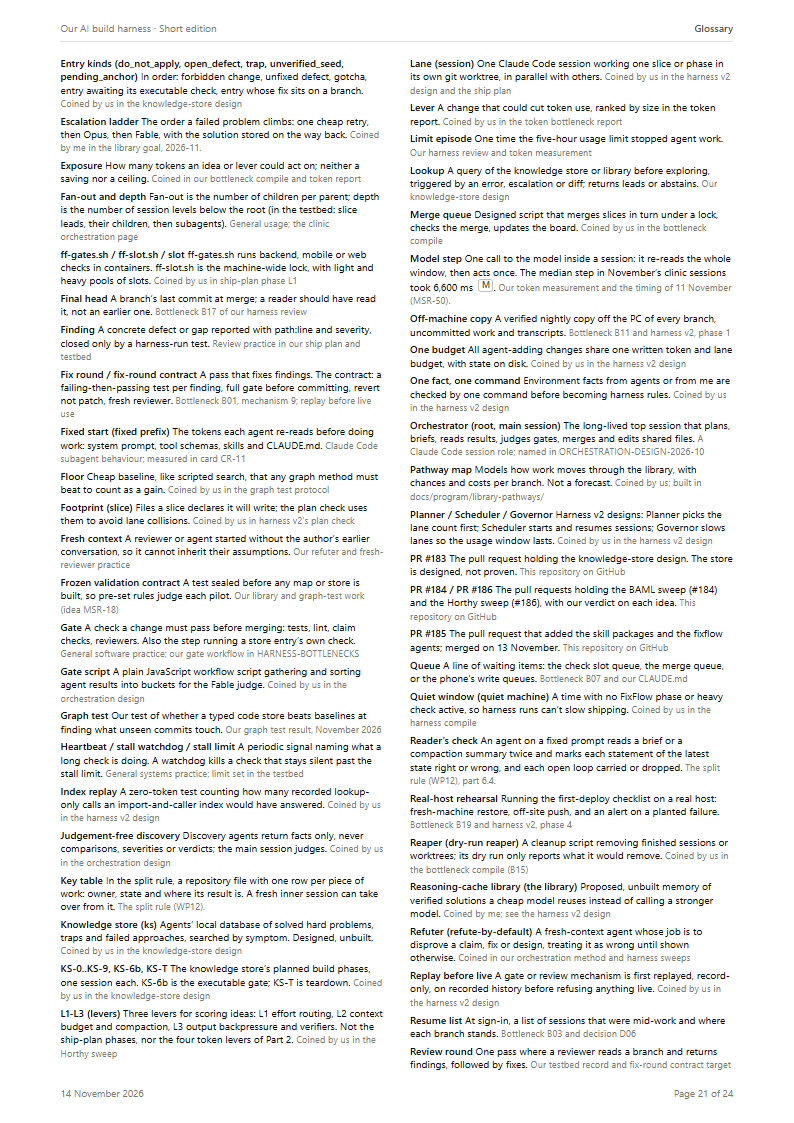 Our AI build harness · Short edition
Glossary
Entry kinds (do_not_apply, open_defect, trap, unverified_seed,
pending_anchor) In order: forbidden change, unfixed defect, gotcha,
entry awaiting its executable check, entry whose fix sits on a branch.
Coined by us in the knowledge-store design
Escalation ladder The order a failed problem climbs: one cheap retry,
then Opus, then Fable, with the solution stored on the way back. Coined
by me in the library goal, 2026-11.
Exposure How many tokens an idea or lever could act on; neither a
saving nor a ceiling. Coined in our bottleneck compile and token report
Fan-out and depth Fan-out is the number of children per parent; depth
is the number of session levels below the root (in the testbed: slice
leads, their children, then subagents). General usage; the clinic
orchestration page
ff-gates.sh / ff-slot.sh / slot ff-gates.sh runs backend, mobile or web
checks in containers. ff-slot.sh is the machine-wide lock, with light and
heavy pools of slots. Coined by us in ship-plan phase L1
Final head A branch's last commit at merge; a reader should have read
it, not an earlier one. Bottleneck B17 of our harness review
Finding A concrete defect or gap reported with path:line and severity,
closed only by a harness-run test. Review practice in our ship plan and
testbed
Fix round / fix-round contract A pass that fixes findings. The contract: a
failing-then-passing test per finding, full gate before committing, revert
not patch, fresh reviewer. Bottleneck B01, mechanism 9; replay before live
use
Fixed start (fixed prefix) The tokens each agent re-reads before doing
work: system prompt, tool schemas, skills and CLAUDE.md. Claude Code
subagent behaviour; measured in card CR-11
Floor Cheap baseline, like scripted search, that any graph method must
beat to count as a gain. Coined by us in the graph test protocol
Footprint (slice) Files a slice declares it will write; the plan check uses
them to avoid lane collisions. Coined by us in harness v2's plan check
Fresh context A reviewer or agent started without the author's earlier
conversation, so it cannot inherit their assumptions. Our refuter and fresh-
reviewer practice
Frozen validation contract A test sealed before any map or store is
built, so pre-set rules judge each pilot. Our library and graph-test work
(idea MSR-18)
Gate A check a change must pass before merging: tests, lint, claim
checks, reviewers. Also the step running a store entry's own check.
General software practice; our gate workflow in HARNESS-BOTTLENECKS
Gate script A plain JavaScript workflow script gathering and sorting
agent results into buckets for the Fable judge. Coined by us in the
orchestration design
Graph test Our test of whether a typed code store beats baselines at
finding what unseen commits touch. Our graph test result, November 2026
Heartbeat / stall watchdog / stall limit A periodic signal naming what a
long check is doing. A watchdog kills a check that stays silent past the
stall limit. General systems practice; limit set in the testbed
Index replay A zero-token test counting how many recorded lookup-
only calls an import-and-caller index would have answered. Coined by us
in the harness v2 design
Judgement-free discovery Discovery agents return facts only, never
comparisons, severities or verdicts; the main session judges. Coined by us
in the orchestration design
Key table In the split rule, a repository file with one row per piece of
work: owner, state and where its result is. A fresh inner session can take
over from it. The split rule (WP12).
Knowledge store (ks) Agents' local database of solved hard problems,
traps and failed approaches, searched by symptom. Designed, unbuilt.
Coined by us in the knowledge-store design
KS-0..KS-9, KS-6b, KS-T The knowledge store's planned build phases,
one session each. KS-6b is the executable gate; KS-T is teardown. Coined
by us in the knowledge-store design
L1-L3 (levers) Three levers for scoring ideas: L1 effort routing, L2 context
budget and compaction, L3 output backpressure and verifiers. Not the
ship-plan phases, nor the four token levers of Part 2. Coined by us in the
Horthy sweep
Lane (session) One Claude Code session working one slice or phase in
its own git worktree, in parallel with others. Coined by us in the harness v2
design and the ship plan
Lever A change that could cut token use, ranked by size in the token
report. Coined by us in the token bottleneck report
Limit episode One time the five-hour usage limit stopped agent work.
Our harness review and token measurement
Lookup A query of the knowledge store or library before exploring,
triggered by an error, escalation or diff; returns leads or abstains. Our
knowledge-store design
Merge queue Designed script that merges slices in turn under a lock,
checks the merge, updates the board. Coined by us in the bottleneck
compile
Model step One call to the model inside a session: it re-reads the whole
window, then acts once. The median step in November's clinic sessions
took 6,600 ms M . Our token measurement and the timing of 11 November
(MSR-50).
Off-machine copy A verified nightly copy off the PC of every branch,
uncommitted work and transcripts. Bottleneck B11 and harness v2, phase 1
One budget All agent-adding changes share one written token and lane
budget, with state on disk. Coined by us in the harness v2 design
One fact, one command Environment facts from agents or from me are
checked by one command before becoming harness rules. Coined by us
in the harness v2 design
Orchestrator (root, main session) The long-lived top session that plans,
briefs, reads results, judges gates, merges and edits shared files. A
Claude Code session role; named in ORCHESTRATION-DESIGN-2026-10
Pathway map Models how work moves through the library, with
chances and costs per branch. Not a forecast. Coined by us; built in
docs/program/library-pathways/
Planner / Scheduler / Governor Harness v2 designs: Planner picks the
lane count first; Scheduler starts and resumes sessions; Governor slows
lanes so the usage window lasts. Coined by us in the harness v2 design
PR #183 The pull request holding the knowledge-store design. The store
is designed, not proven. This repository on GitHub
PR #184 / PR #186 The pull requests holding the BAML sweep (#184)
and the Horthy sweep (#186), with our verdict on each idea. This
repository on GitHub
PR #185 The pull request that added the skill packages and the fixflow
agents; merged on 13 November. This repository on GitHub
Queue A line of waiting items: the check slot queue, the merge queue,
or the phone's write queues. Bottleneck B07 and our CLAUDE.md
Quiet window (quiet machine) A time with no FixFlow phase or heavy
check active, so harness runs can't slow shipping. Coined by us in the
harness compile
Reader's check An agent on a fixed prompt reads a brief or a
compaction summary twice and marks each statement of the latest
state right or wrong, and each open loop carried or dropped. The split
rule (WP12), part 6.4.
Real-host rehearsal Running the first-deploy checklist on a real host:
fresh-machine restore, off-site push, and an alert on a planted failure.
Bottleneck B19 and harness v2, phase 4
Reaper (dry-run reaper) A cleanup script removing finished sessions or
worktrees; its dry run only reports what it would remove. Coined by us in
the bottleneck compile (B15)
Reasoning-cache library (the library) Proposed, unbuilt memory of
verified solutions a cheap model reuses instead of calling a stronger
model. Coined by me; see the harness v2 design
Refuter (refute-by-default) A fresh-context agent whose job is to
disprove a claim, fix or design, treating it as wrong until shown
otherwise. Coined in our orchestration method and harness sweeps
Replay before live A gate or review mechanism is first replayed, record-
only, on recorded history before refusing anything live. Coined by us in
the harness v2 design
Resume list At sign-in, a list of sessions that were mid-work and where
each branch stands. Bottleneck B03 and decision D06
Review round One pass where a reviewer reads a branch and returns
findings, followed by fixes. Our testbed record and fix-round contract target
14 November 2026
Page 21 of 24